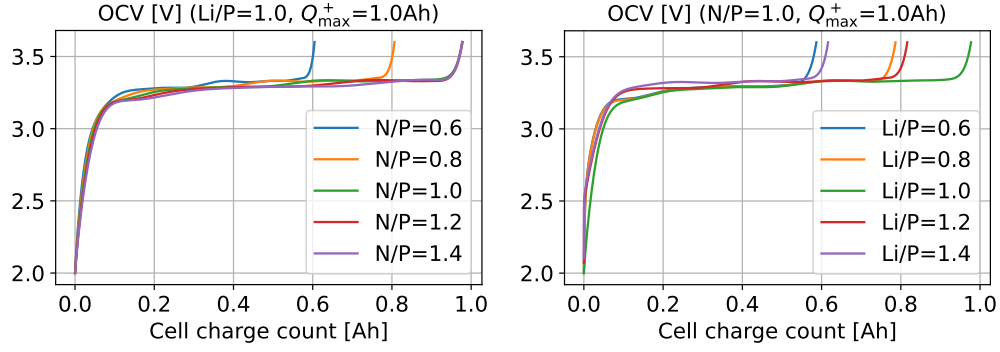 OCV [V] (Li/P=1.0, Q⁺max=1.0Ah)
3.5
3.0
2.5
2.0
N/P=0.6
N/P=0.8
N/P=1.0
N/P=1.2
N/P=1.4
0.0 0.2 0.4 0.6 0.8 1.0
Cell charge count [Ah]
OCV [V] (N/P=1.0, Q⁺max=1.0Ah)
3.5
3.0
2.5
2.0
Li/P=0.6
Li/P=0.8
Li/P=1.0
Li/P=1.2
Li/P=1.4
0.0 0.2 0.4 0.6 0.8 1.0
Cell charge count [Ah]